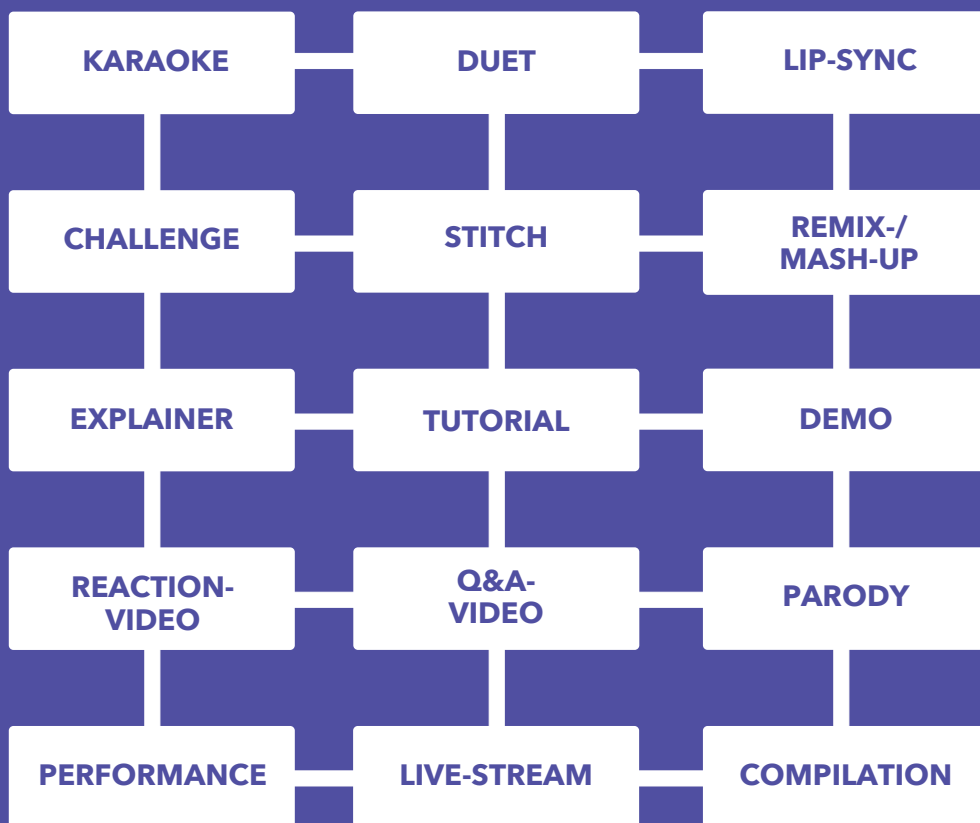 KARAOKE
DUET
LIP-SYNC
CHALLENGE
STITCH
REMIX-/
MASH-UP
EXPLAINER
TUTORIAL
DEMO
REACTION-
VIDEO
Q&A-
VIDEO
PARODY
PERFORMANCE
LIVE-STREAM
COMPILATION